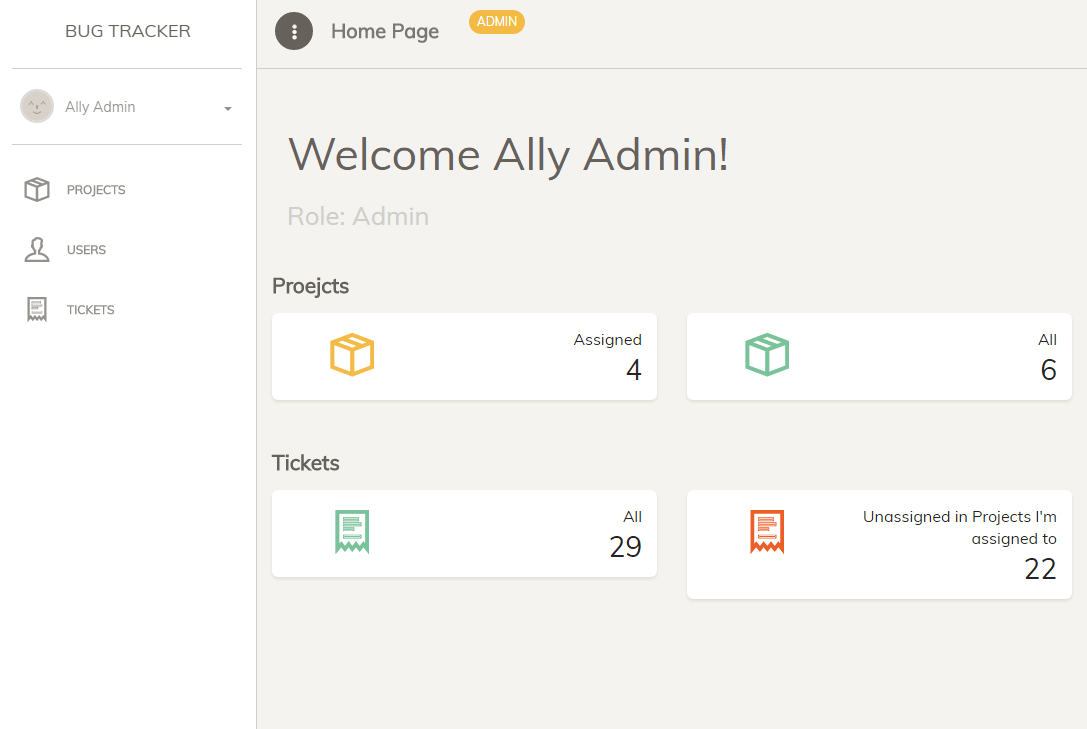 BUG TRACKER
Ally Admin
PROJECTS
USERS
TICKETS
Home Page
ADMIN
Welcome Ally Admin!
Role: Admin
Proejcts
Assigned
4
All
6
Tickets
All
29
Unassigned in Projects I'm
assigned to
22